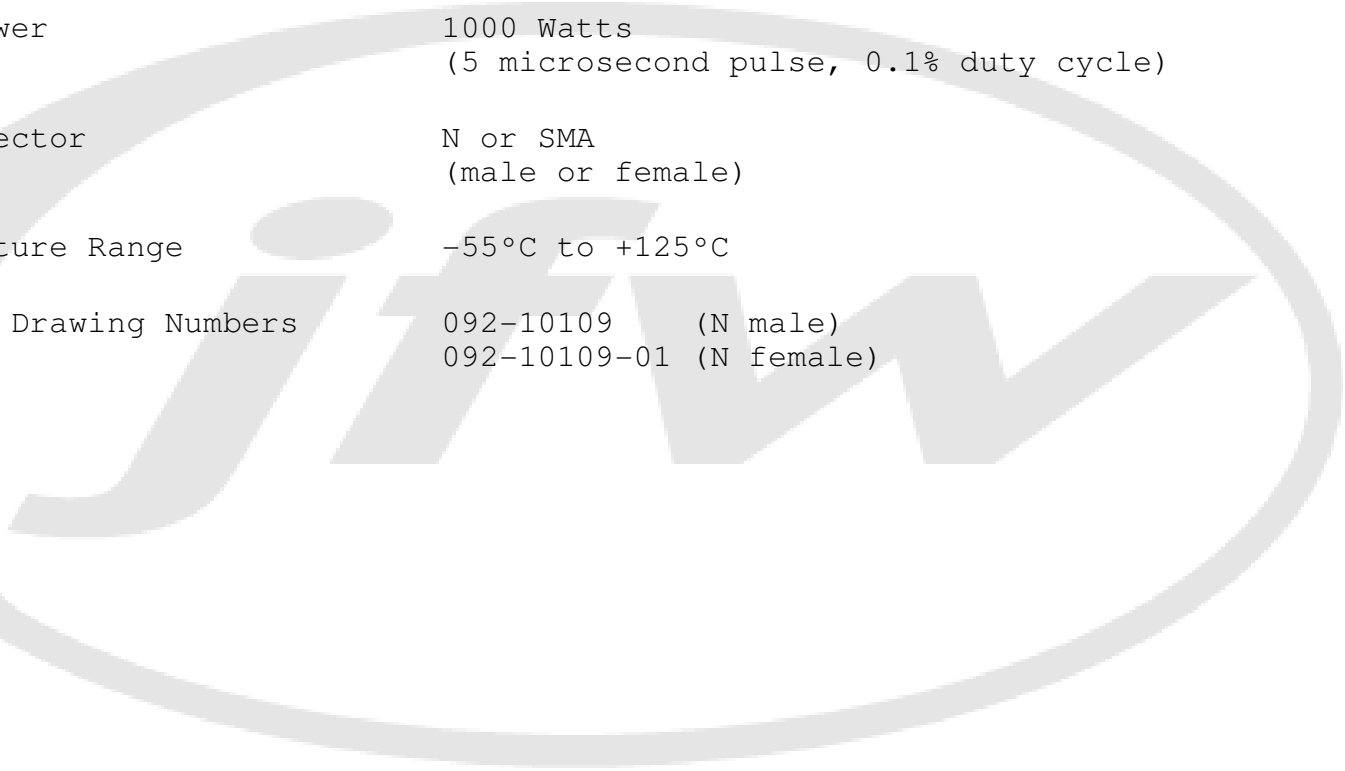 wer 1000 Watts
(5 microsecond pulse, 0.1% duty cycle)
ector N or SMA
(male or female)
ture Range -55°C to +125°C
Drawing Numbers 092-10109 (N male)
092-10109-01 (N female)
jfw